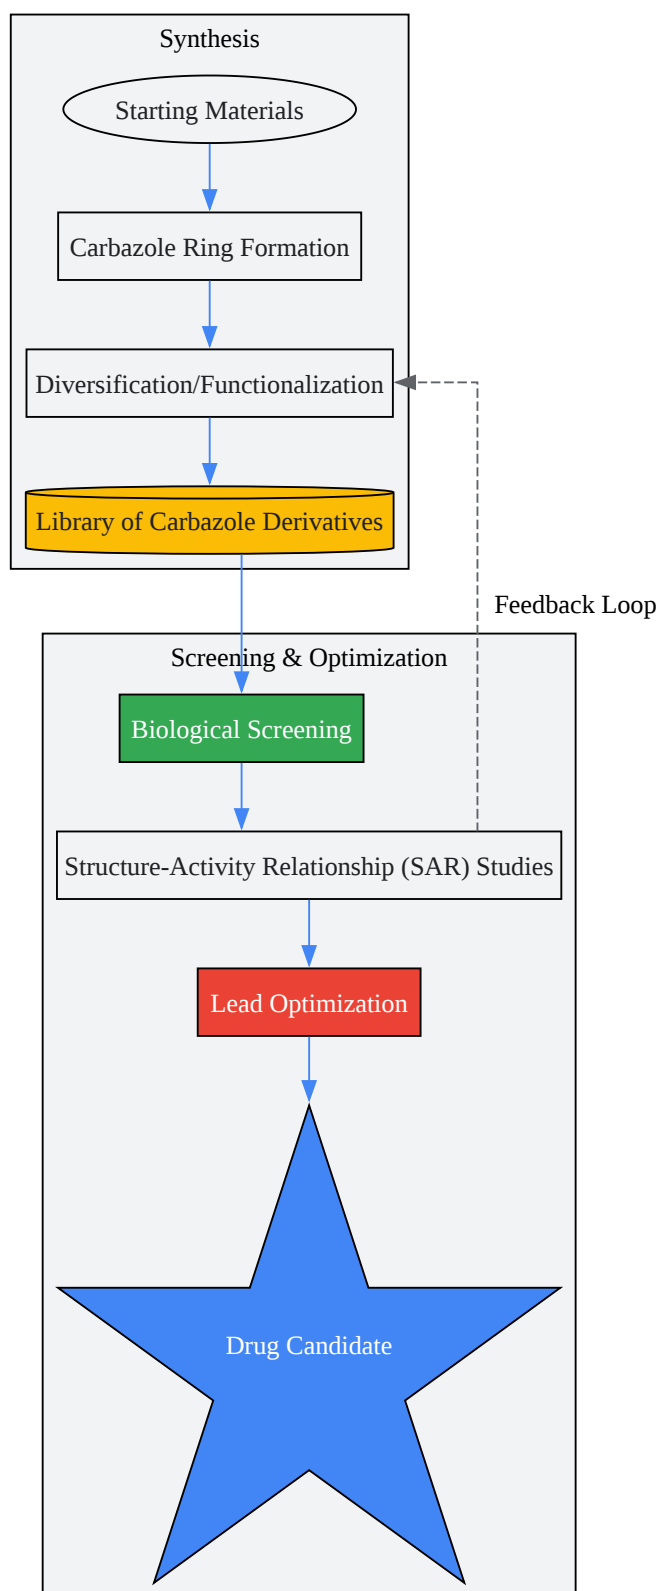 Synthesis
Starting Materials
Carbazole Ring Formation
Diversification/Functionalization
Library of Carbazole Derivatives
Feedback Loop
Screening & Optimization
Biological Screening
Structure-Activity Relationship (SAR) Studies
Lead Optimization
Drug Candidate